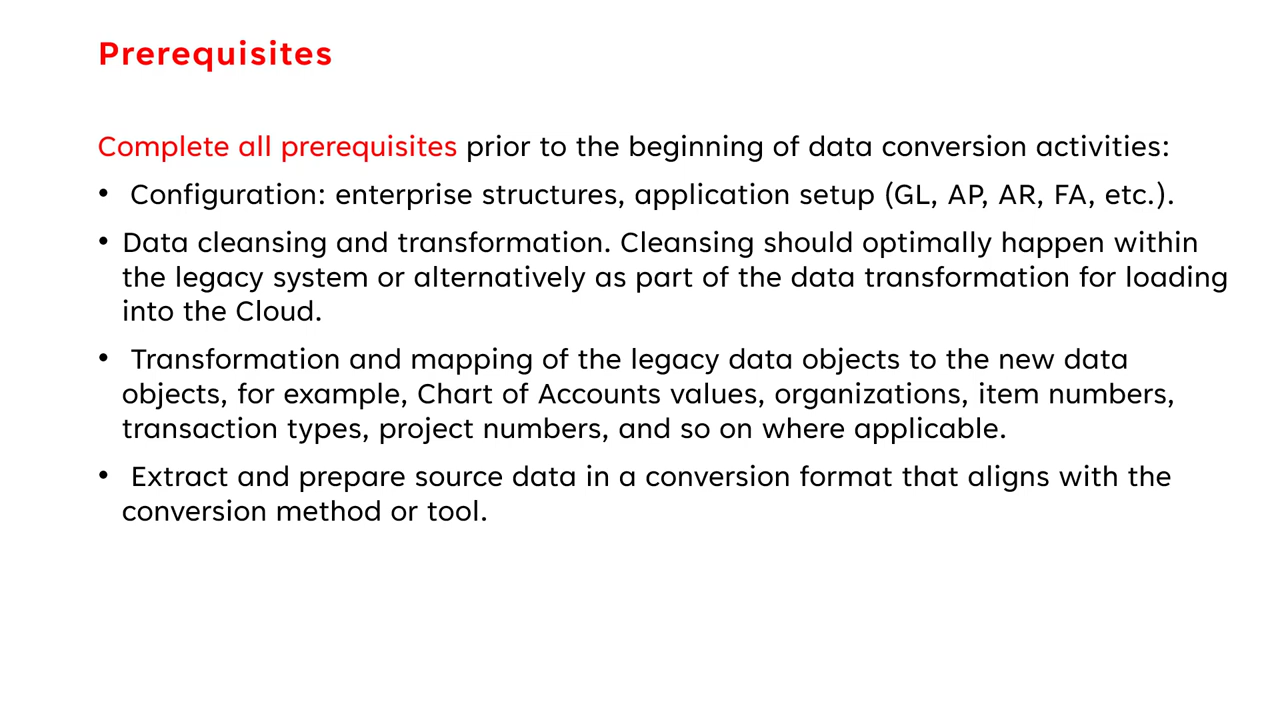 Prerequisites
Complete all prerequisites prior to the beginning of data conversion activities:
• Configuration: enterprise structures, application setup (GL, AP, AR, FA, etc.).
• Data cleansing and transformation. Cleansing should optimally happen within
the legacy system or alternatively as part of the data transformation for loading
into the Cloud.
• Transformation and mapping of the legacy data objects to the new data
objects, for example, Chart of Accounts values, organizations, item numbers,
transaction types, project numbers, and so on where applicable.
• Extract and prepare source data in a conversion format that aligns with the
conversion method or tool.